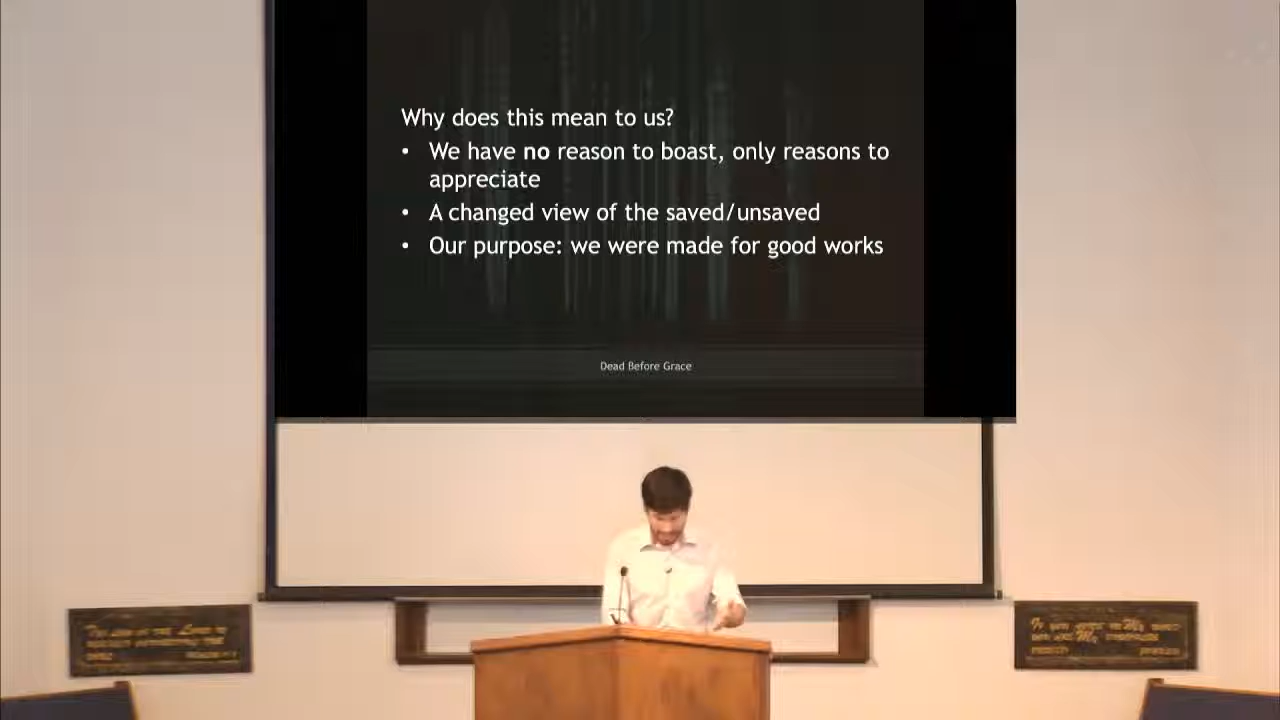 Why does this mean to us?
• We have no reason to boast, only reasons to
appreciate
• A changed view of the saved/unsaved
• Our purpose: we were made for good works
Dead Before Grace